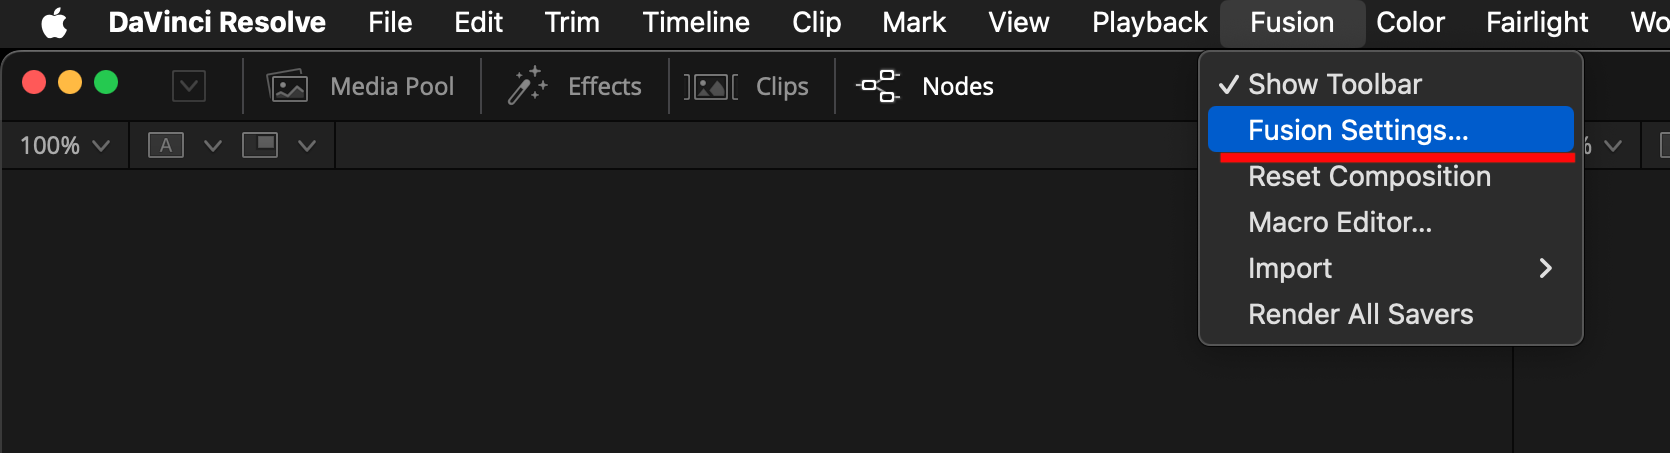 DaVinci Resolve File Edit Trim Timeline Clip Mark View Playback Fusion Color Fairlight Wo
Media Pool Effects Clips Nodes
100% A %
✓ Show Toolbar
Fusion Settings...
Reset Composition
Macro Editor...
Import
Render All Savers